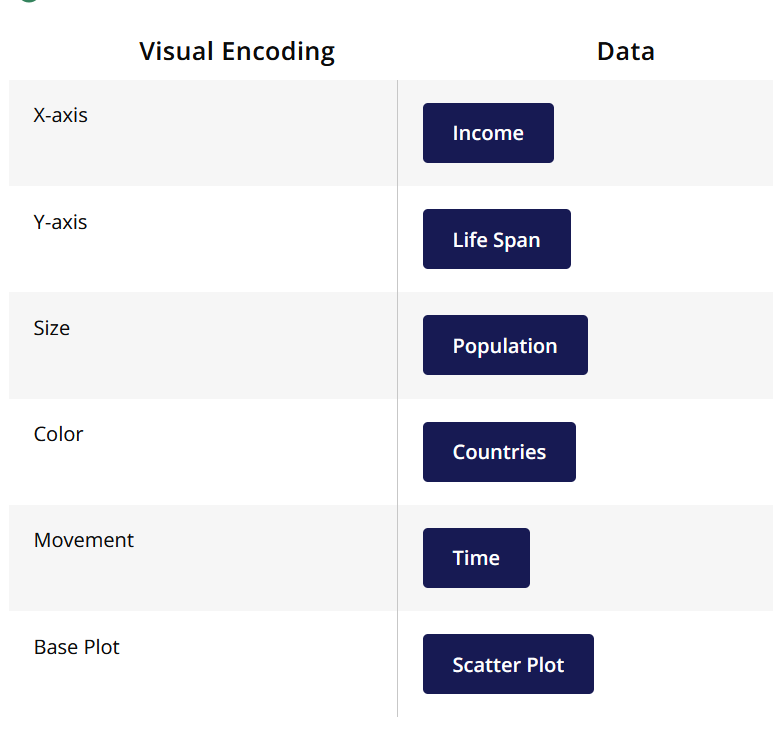 Visual Encoding Data
X-axis Income
Y-axis Life Span
Size Population
Color Countries
Movement Time
Base Plot Scatter Plot